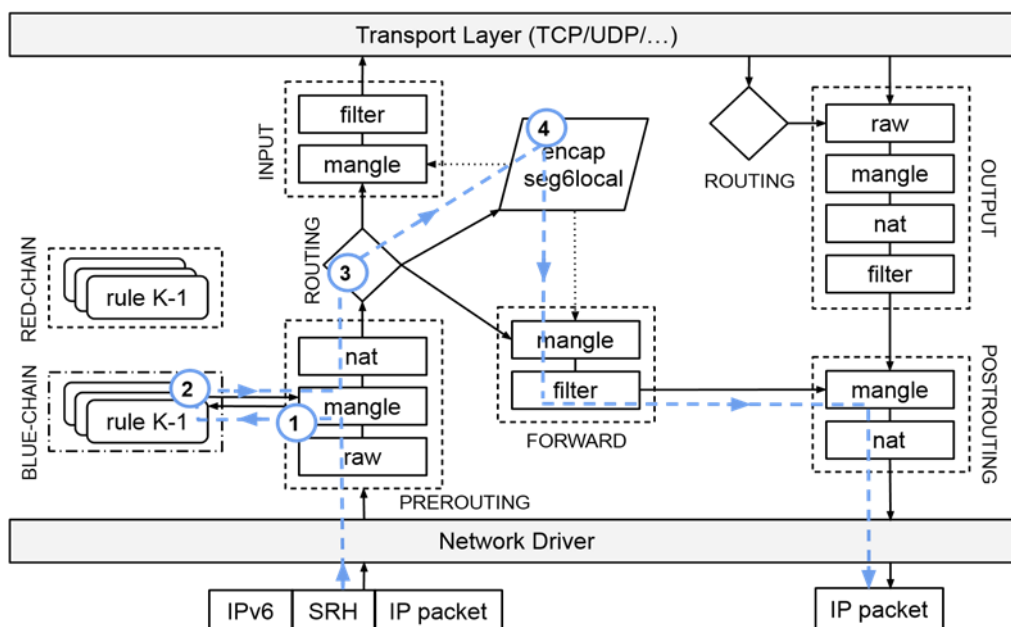 Transport Layer (TCP/UDP/…)
INPUT
filter
mangle
4
encap
seg6local
ROUTING
raw
mangle
nat
filter
OUTPUT
RED-CHAIN
rule K-1
ROUTING
3
BLUE-CHAIN
2
rule K-1
1
nat
mangle
raw
PREROUTING
mangle
filter
FORWARD
mangle
nat
POSTROUTING
Network Driver
IPv6
SRH
IP packet
IP packet